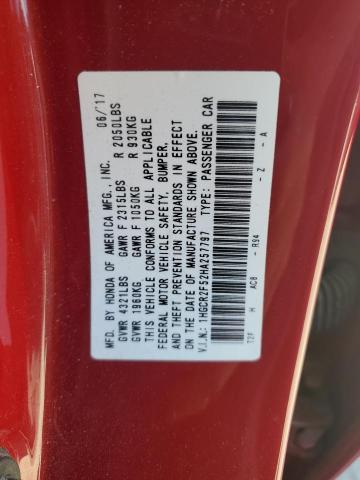 MFD. BY HONDA OF AMERICA MFG., INC. 06/17
GVWR 4321LBS GAWR F 2315LBS R 2050LBS
GVWR 1960KG GAWR F 1050KG R 930KG
THIS VEHICLE CONFORMS TO ALL APPLICABLE
FEDERAL MOTOR VEHICLE SAFETY, BUMPER,
AND THEFT PREVENTION STANDARDS IN EFFECT
ON THE DATE OF MANUFACTURE SHOWN ABOVE.
V.I.N.: 1HGCR2F52HA257797 TYPE: PASSENGER CAR
T2F H AC8 - R94 - Z - A